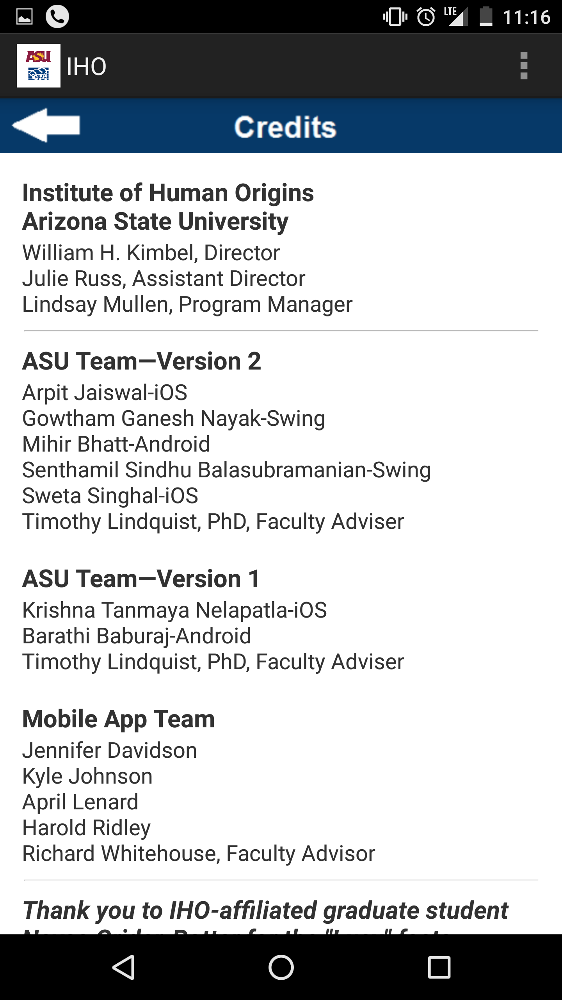 LTE 11:16
ASU
IHO
Credits
Institute of Human Origins
Arizona State University
William H. Kimbel, Director
Julie Russ, Assistant Director
Lindsay Mullen, Program Manager
ASU Team—Version 2
Arpit Jaiswal-iOS
Gowtham Ganesh Nayak-Swing
Mihir Bhatt-Android
Senthamil Sindhu Balasubramanian-Swing
Sweta Singhal-iOS
Timothy Lindquist, PhD, Faculty Adviser
ASU Team—Version 1
Krishna Tanmaya Nelapatla-iOS
Barathi Baburaj-Android
Timothy Lindquist, PhD, Faculty Adviser
Mobile App Team
Jennifer Davidson
Kyle Johnson
April Lenard
Harold Ridley
Richard Whitehouse, Faculty Advisor
Thank you to IHO-affiliated graduate student
for the "Lucy" facts